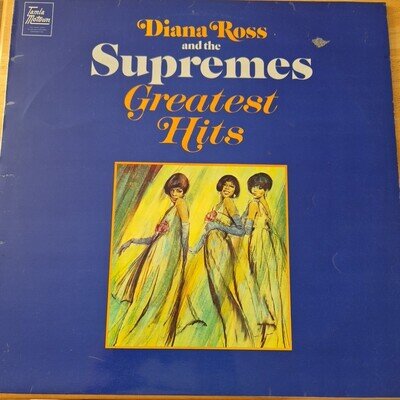 Tamla
Motown
Diana Ross
and the
Supremes
Greatest
Hits